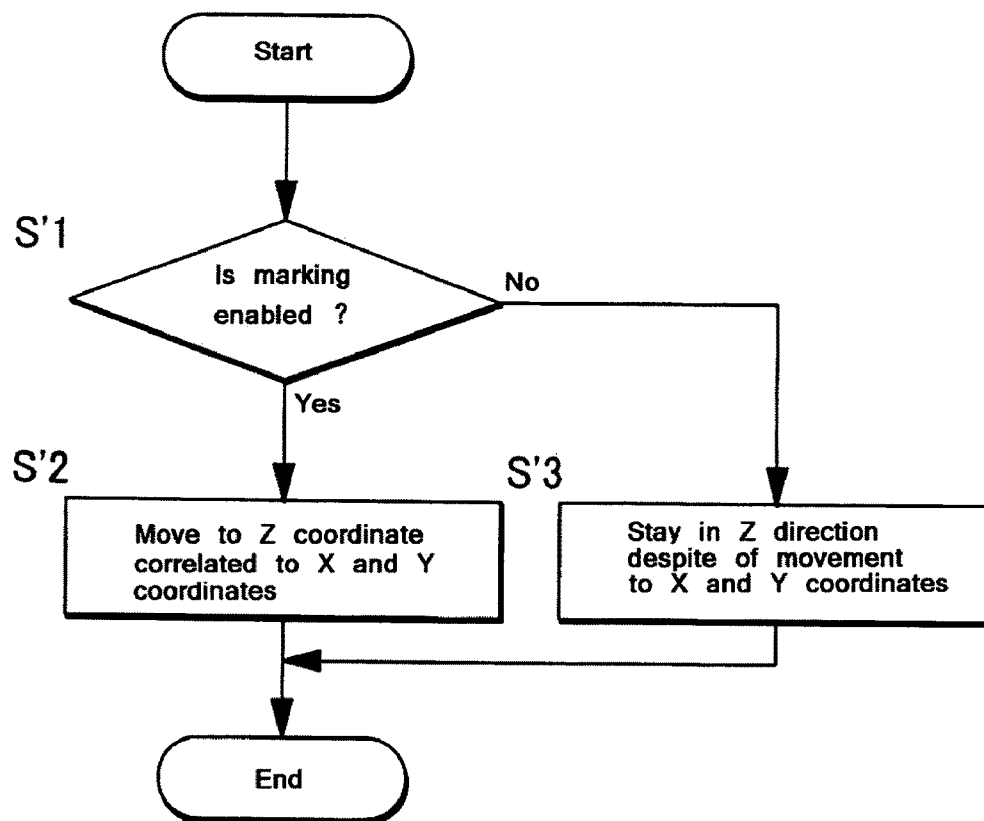 Start
S'1
Is marking
enabled ?
No
Yes
S'2
Move to Z coordinate
correlated to X and Y
coordinates
S'3
Stay in Z direction
despite of movement
to X and Y coordinates
End